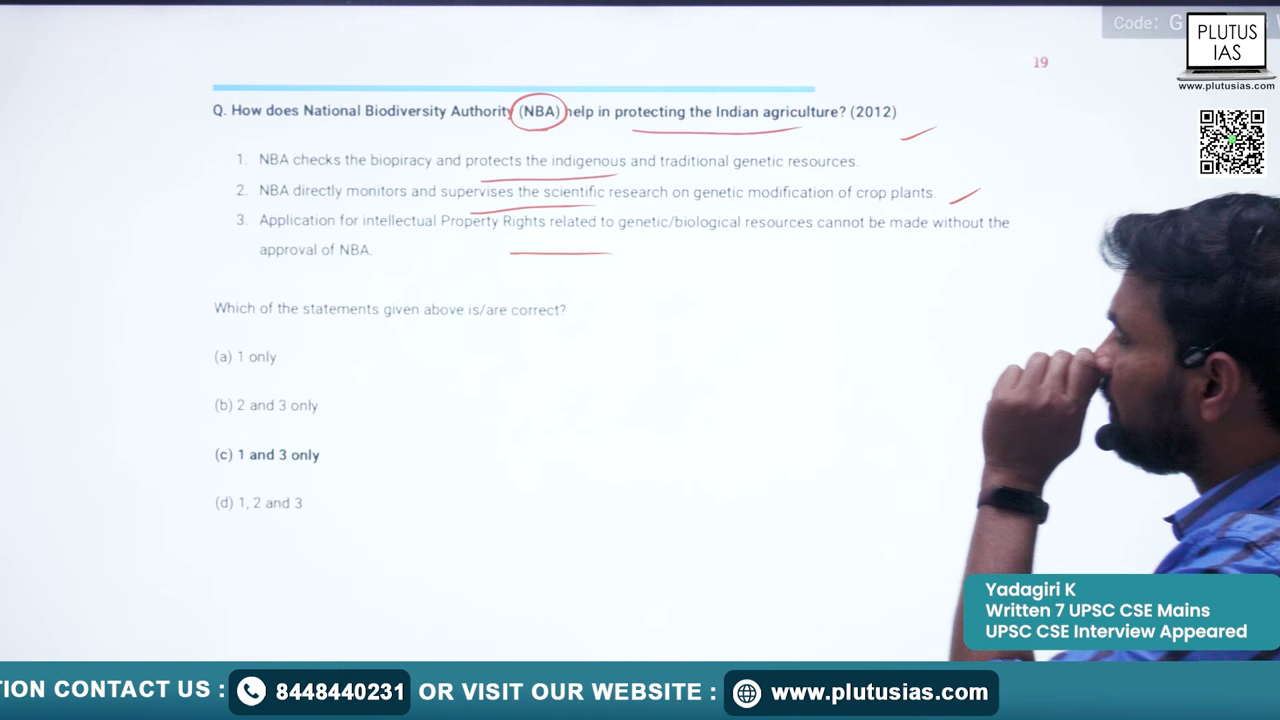 Code: G
PLUTUS
IAS
www.plutusias.com
19
Q. How does National Biodiversity Authority (NBA) help in protecting the Indian agriculture? (2012)
1. NBA checks the biopiracy and protects the indigenous and traditional genetic resources.
2. NBA directly monitors and supervises the scientific research on genetic modification of crop plants.
3. Application for intellectual Property Rights related to genetic/biological resources cannot be made without the
approval of NBA.
Which of the statements given above is/are correct?
(a) 1 only
(b) 2 and 3 only
(c) 1 and 3 only
(d) 1, 2 and 3
Yadagiri K
Written 7 UPSC CSE Mains
UPSC CSE Interview Appeared
TION CONTACT US : 8448440231 OR VISIT OUR WEBSITE : www.plutusias.com